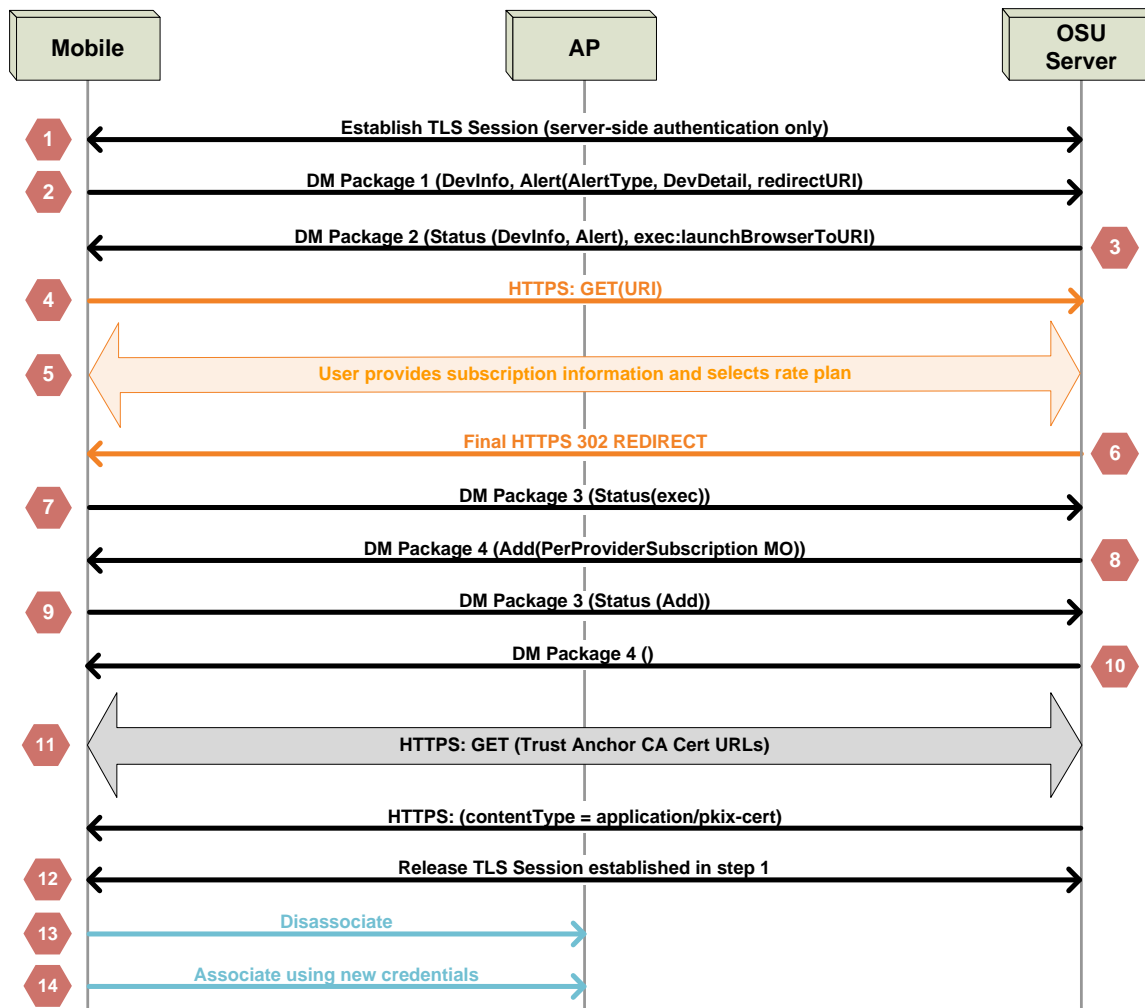 Mobile
AP
OSU
Server
1
Establish TLS Session (server-side authentication only)
2
DM Package 1 (DevInfo, Alert(AlertType, DevDetail, redirectURI)
DM Package 2 (Status (DevInfo, Alert), exec:launchBrowserToURI)
3
4
HTTPS: GET(URI)
5
User provides subscription information and selects rate plan
Final HTTPS 302 REDIRECT
6
7
DM Package 3 (Status(exec))
DM Package 4 (Add(PerProviderSubscription MO))
8
9
DM Package 3 (Status (Add))
DM Package 4 ()
10
11
HTTPS: GET (Trust Anchor CA Cert URLs)
HTTPS: (contentType = application/pkix-cert)
12
Release TLS Session established in step 1
13
Disassociate
14
Associate using new credentials